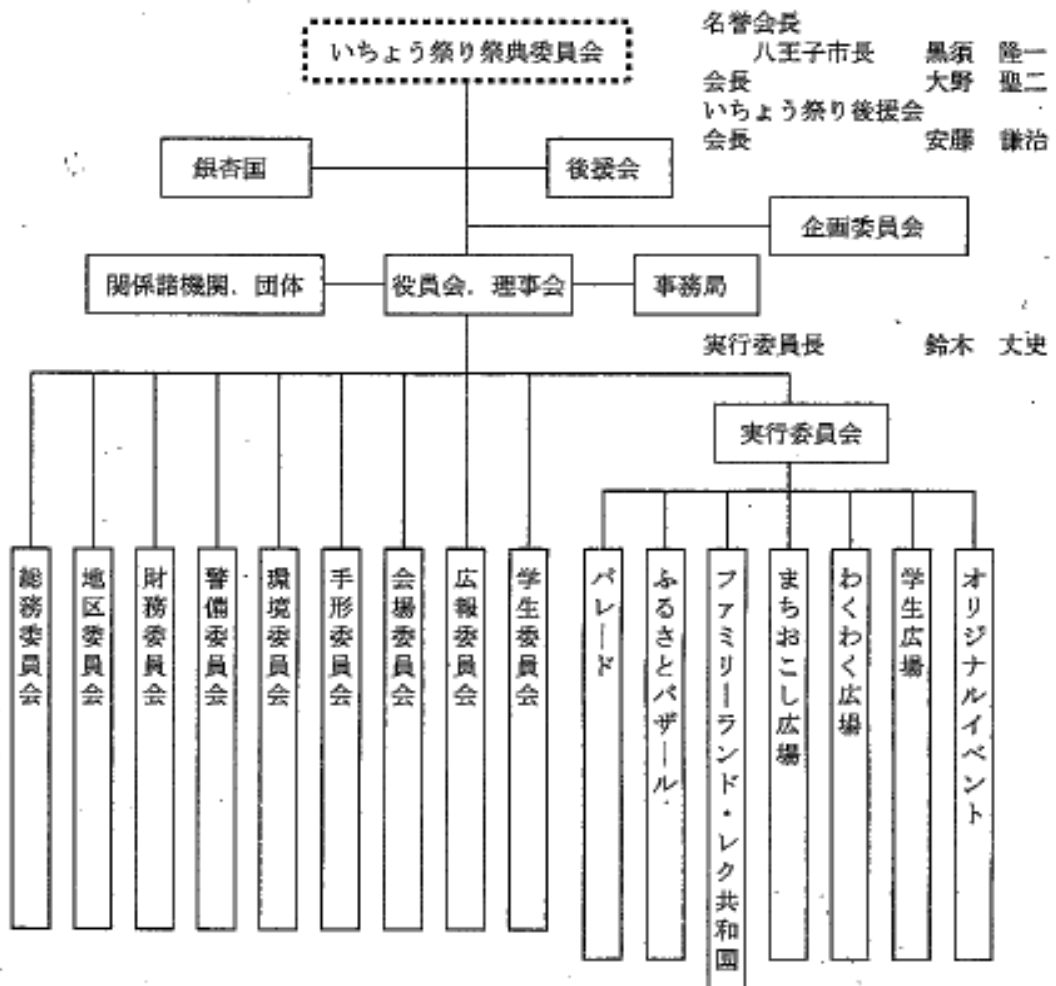 いちょう祭り祭典委員会
名誉会長
八王子市長 黒須 隆一
会長 大野 聖二
いちょう祭り後援会
会長 安藤 謙治
銀杏国
後援会
企画委員会
関係諸機関、団体
役員会、理事会
事務局
実行委員長 鈴木 丈史
実行委員会
総務委員会
地区委員会
財務委員会
警備委員会
環境委員会
手形委員会
会場委員会
広報委員会
学生委員会
パレード
ふるさとバザール
ファミリーランド・レク共和国
まちおこし広場
わくわく広場
学生広場
オリジナルイベント